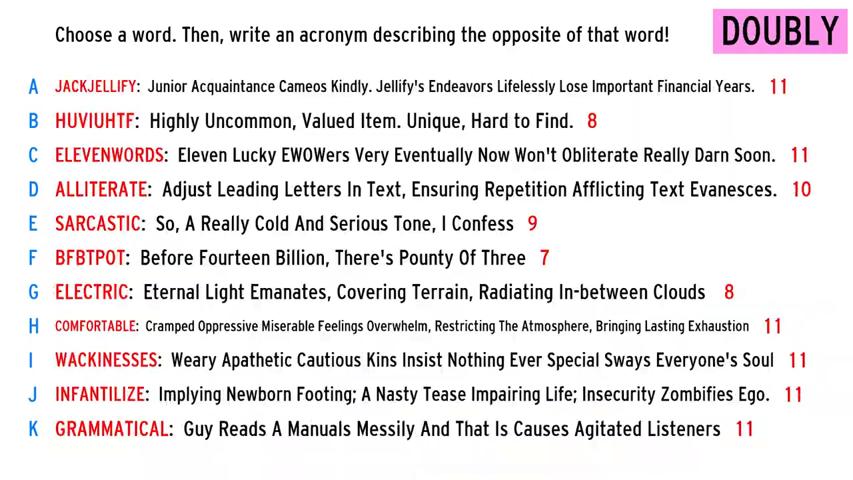 Choose a word. Then, write an acronym describing the opposite of that word!
DOUBLY
A JACKJELLIFY: Junior Acquaintance Cameos Kindly. Jellify's Endeavors Lifelessly Lose Important Financial Years. 11
B HUVIUHTF: Highly Uncommon, Valued Item. Unique, Hard to Find. 8
C ELEVENWORDS: Eleven Lucky EWOWers Very Eventually Now Won't Obliterate Really Darn Soon. 11
D ALLITERATE: Adjust Leading Letters In Text, Ensuring Repetition Afflicting Text Evanesces. 10
E SARCASTIC: So, A Really Cold And Serious Tone, I Confess 9
F BFBTPOT: Before Fourteen Billion, There's Pounty Of Three 7
G ELECTRIC: Eternal Light Emanates, Covering Terrain, Radiating In-between Clouds 8
H COMFORTABLE: Cramped Oppressive Miserable Feelings Overwhelm, Restricting The Atmosphere, Bringing Lasting Exhaustion 11
I WACKINESSES: Weary Apathetic Cautious Kins Insist Nothing Ever Special Sways Everyone's Soul 11
J INFANTILIZE: Implying Newborn Footing; A Nasty Tease Impairing Life; Insecurity Zombifies Ego. 11
K GRAMMATICAL: Guy Reads A Manuals Messily And That Is Causes Agitated Listeners 11